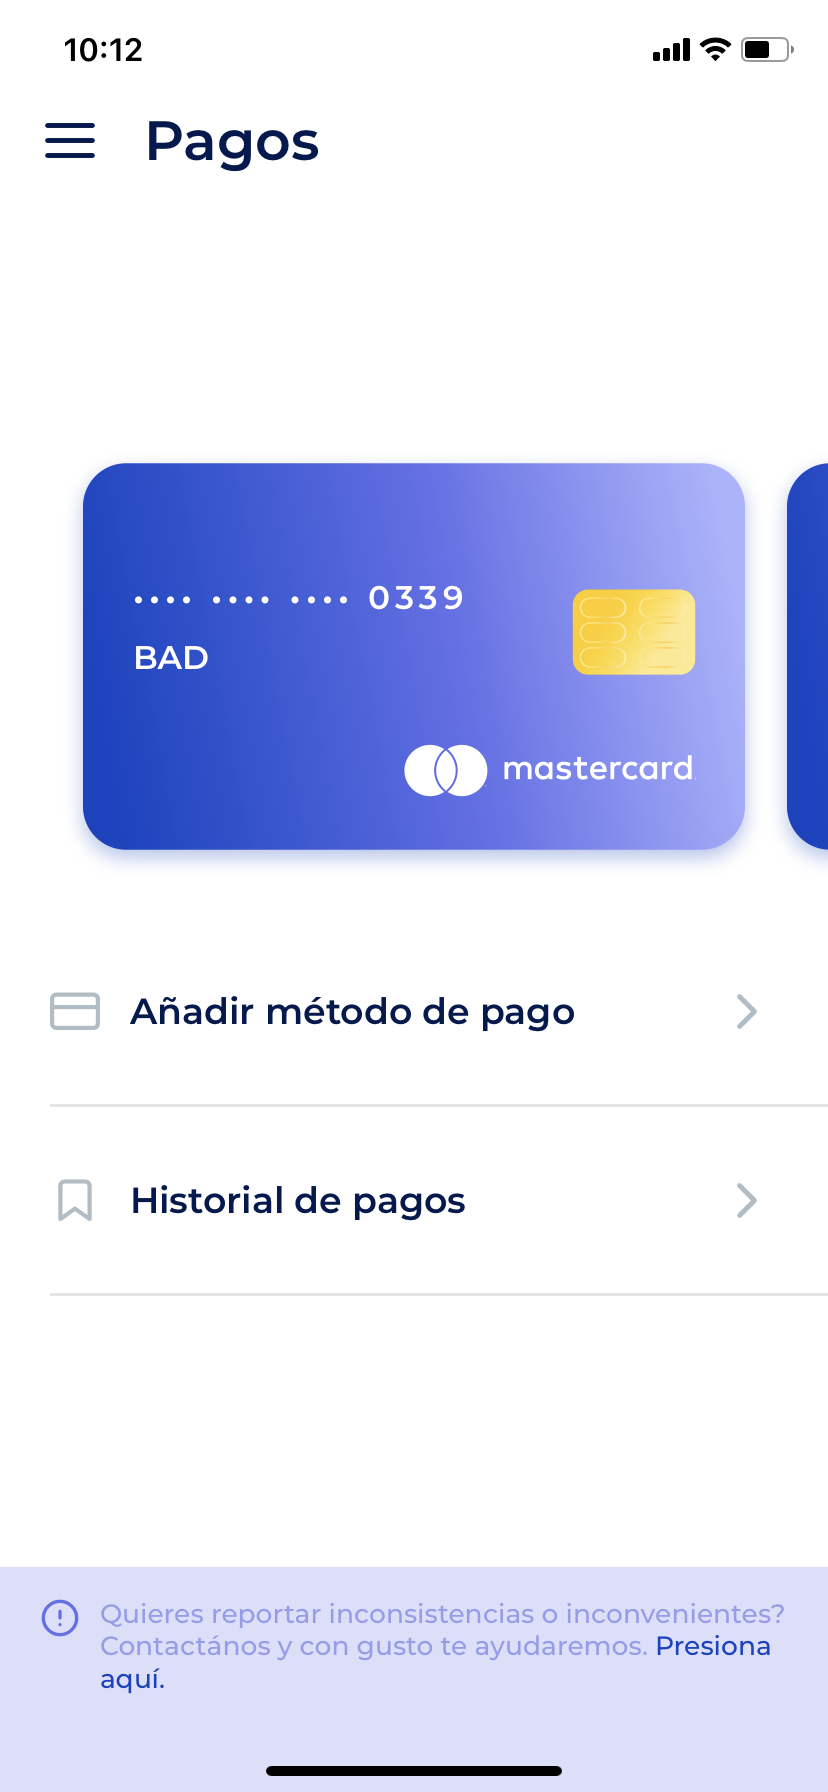 10:12
Pagos
•••• •••• •••• 0339
BAD
mastercard
Añadir método de pago
Historial de pagos
Quieres reportar inconsistencias o inconvenientes?
Contactános y con gusto te ayudaremos. Presiona
aquí.